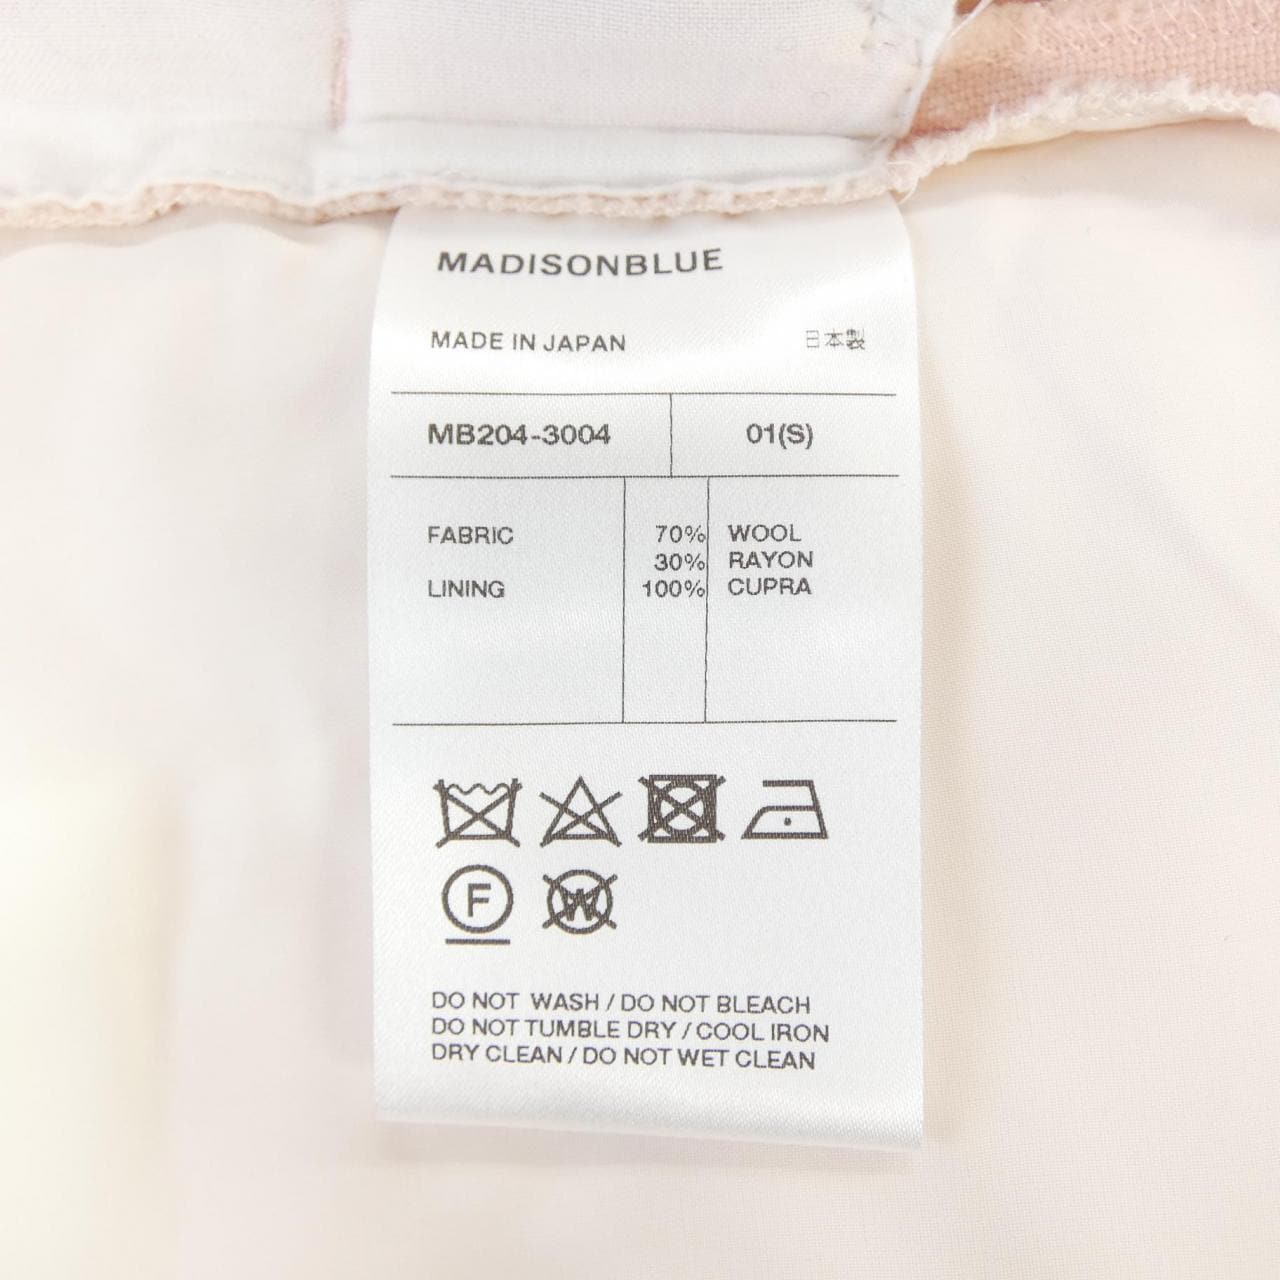 MADISONBLUE
MADE IN JAPAN 日本製
MB204-3004 01(S)
FABRIC 70% WOOL
30% RAYON
LINING 100% CUPRA
F W
DO NOT WASH / DO NOT BLEACH
DO NOT TUMBLE DRY / COOL IRON
DRY CLEAN / DO NOT WET CLEAN